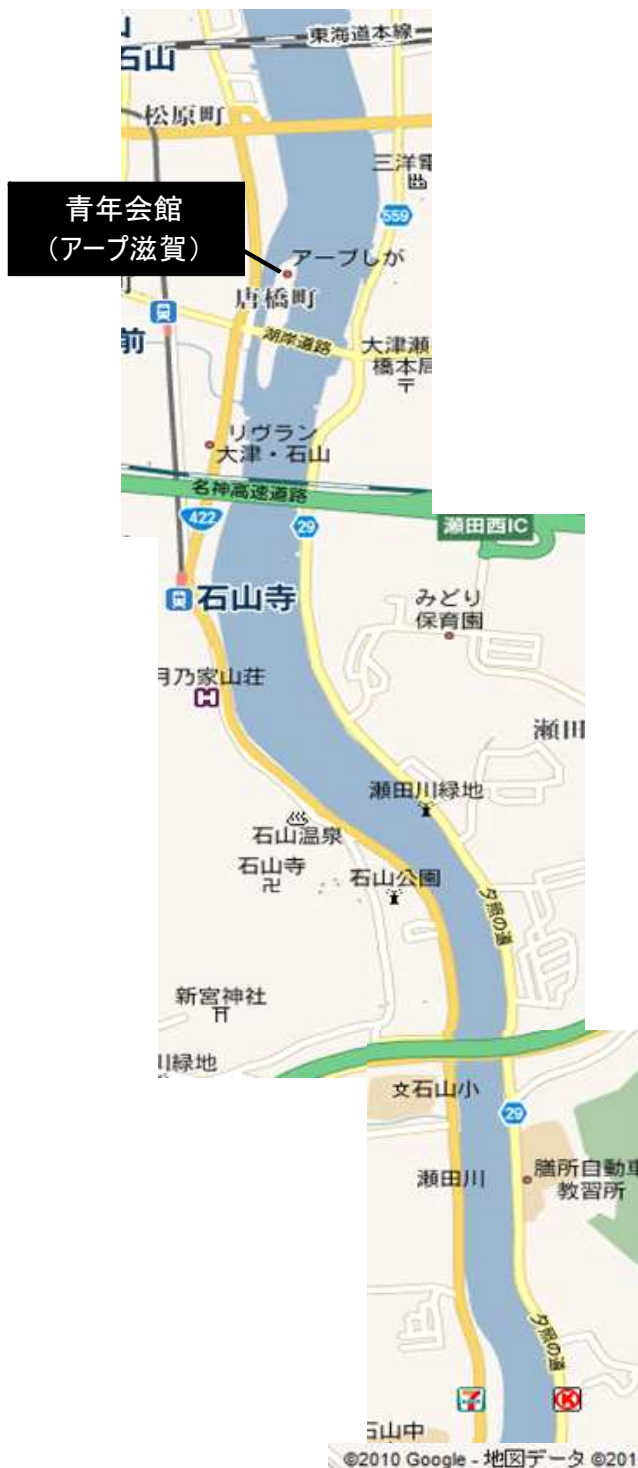 東海道本線
石山
松原町
三洋電
青年会館
(アープ滋賀)
559
アーブしが
唐橋町
前
湖岸道路
大津瀬
橋本局
リヴラン
大津・石山
名神高速道路
422
29
瀬田西IC
石山寺
みどり
保育園
月乃家山荘
瀬田
瀬田川緑地
石山温泉
石山寺
石山公園
夕照の道
新宮神社
川緑地
文石山小
29
瀬田川
膳所自動車
教習所
夕照の道
7
K
石山中
©2010 Google - 地図データ ©201